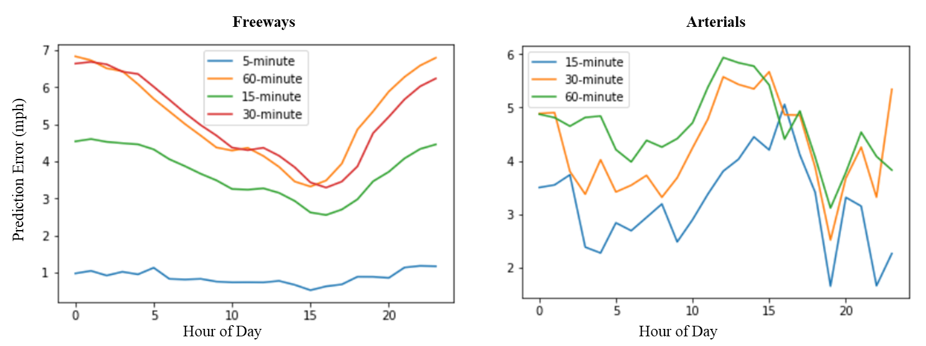 Freeways
Prediction Error (mph)
7
6
5
4
3
2
1
5-minute
60-minute
15-minute
30-minute
0 5 10 15 20
Hour of Day
Arterials
6
5
4
3
2
15-minute
30-minute
60-minute
0 5 10 15 20
Hour of Day